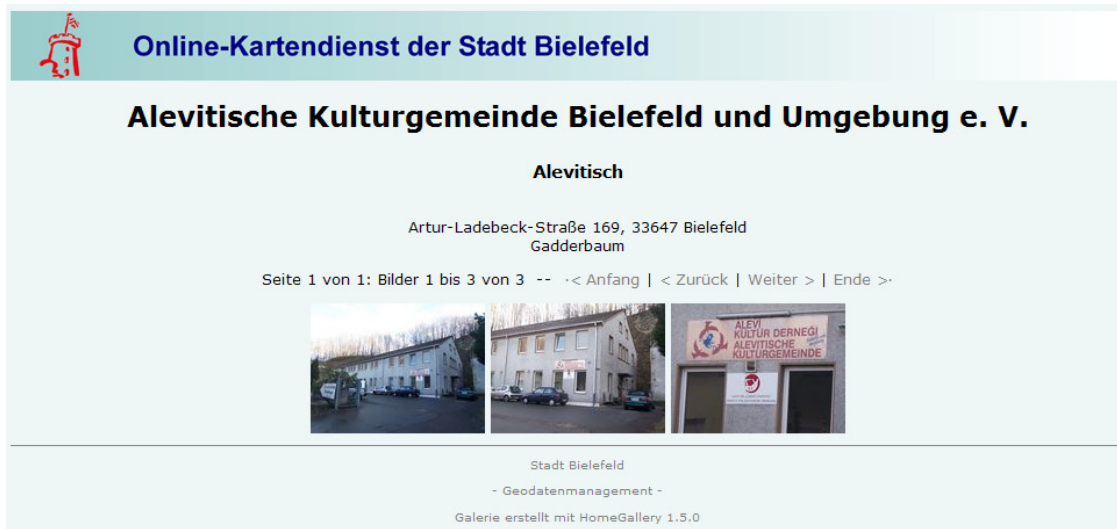 Online-Kartendienst der Stadt Bielefeld
Alevitische Kulturgemeinde Bielefeld und Umgebung e. V.
Alevitisch
Artur-Ladebeck-Straße 169, 33647 Bielefeld
Gadderbaum
Seite 1 von 1: Bilder 1 bis 3 von 3 -- ·< Anfang | < Zurück | Weiter > | Ende >·
ALEVI
KULTUR DERNEGI
ALEVITISCHE
KULTURGEMEINDE
Stadt Bielefeld
- Geodatenmanagement -
Galerie erstellt mit HomeGallery 1.5.0